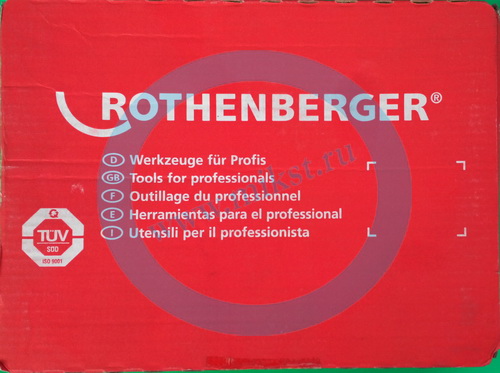 ROTHENBERGER®
D Werkzeuge für Profis
GB Tools for professionals
F Outillage du professionnel
E Herramientas para el professional
I Utensili per il professionista
TÜV
SDD
ISO 9001